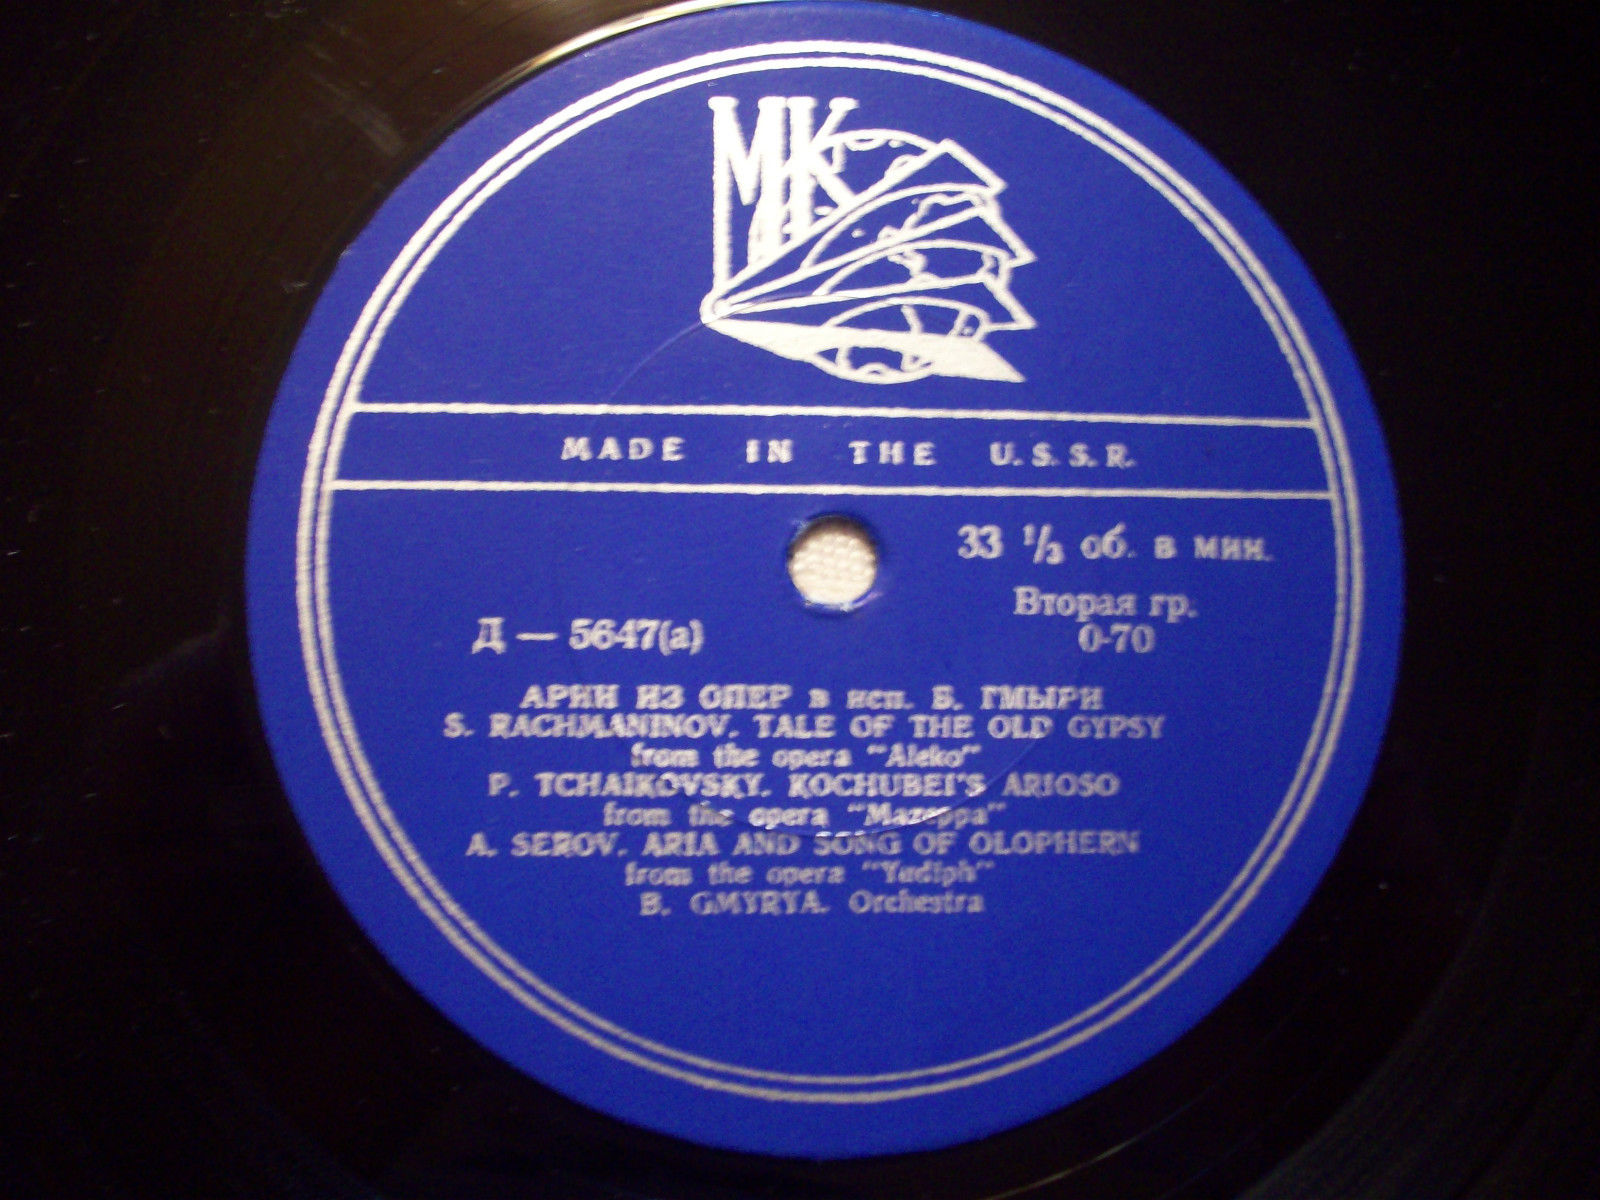 МК
MADE IN THE U.S.S.R.
33 1/3 об. в мин.
Вторая гр.
0-70
Д — 5647(а)
АРИИ ИЗ ОПЕР в исп. Б. ГМЫРИ
S. RACHMANINOV. TALE OF THE OLD GYPSY
from the opera "Aleko"
P. TCHAIKOVSKY. KOCHUBEI'S ARIOSO
from the opera "Mazeppa"
A. SEROV. ARIA AND SONG OF OLOPHERN
from the opera "Yudiph"
B. GMYRYA. Orchestra